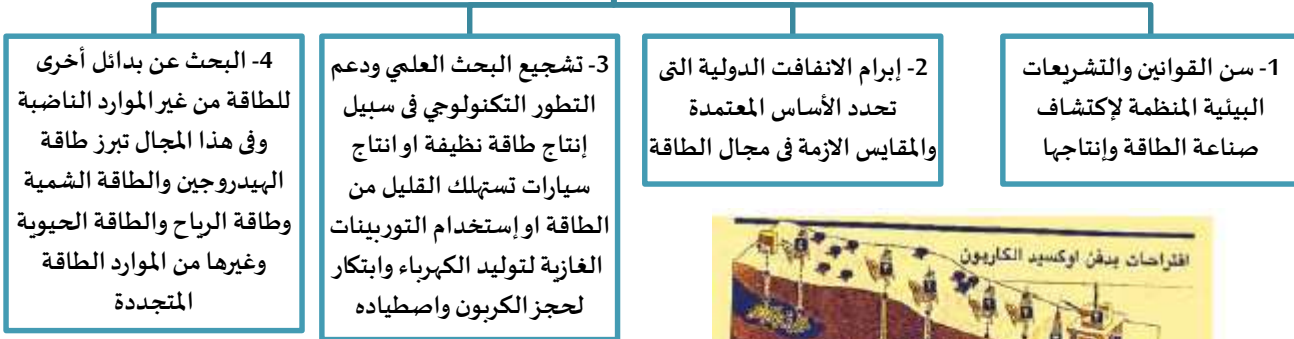 1- سن القوانين والتشريعات
البيئية المنظمة لإكتشاف
صناعة الطاقة وإنتاجها
2- إبرام الانفاقت الدولية التى
تحدد الأساس المعتمدة
والمقايس الازمة فى مجال الطاقة
3- تشجيع البحث العلمي ودعم
التطور التكنولوجي فى سبيل
إنتاج طاقة نظيفة او انتاج
سيارات تستهلك القليل من
الطاقة او إستخدام التوربينات
الغازية لتوليد الكهرباء وابتكار
لحجز الكربون واصطياده
4- البحث عن بدائل أخرى
للطاقة من غير الموارد الناضبة
وفى هذا المجال تبرز طاقة
الهيدروجين والطاقة الشمية
وطاقة الرياح والطاقة الحيوية
وغيرها من الموارد الطاقة
المتجددة
اقتراحات بدفن اوكسيد الكاربون